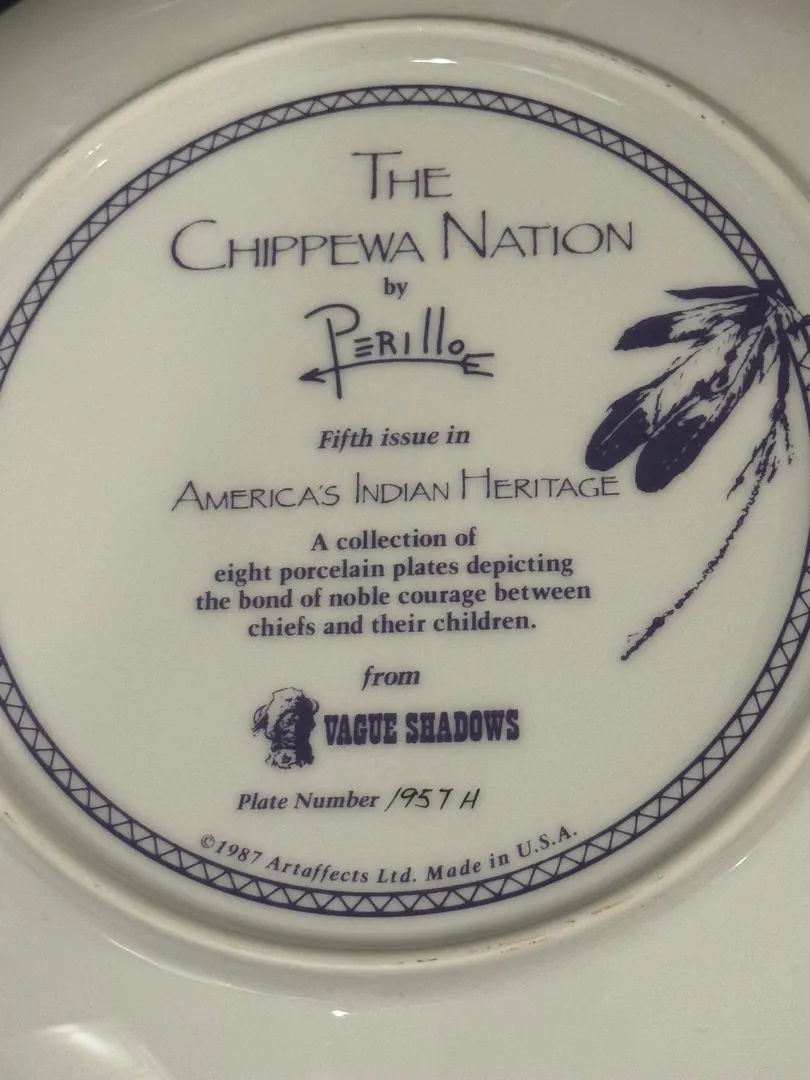 THE
CHIPPEWA NATION
by
PERillo
Fifth issue in
AMERICA'S INDIAN HERITAGE
A collection of
eight porcelain plates depicting
the bond of noble courage between
chiefs and their children.
from
VAGUE SHADOWS
Plate Number 1957 H
©1987 Artaffects Ltd. Made in U.S.A.